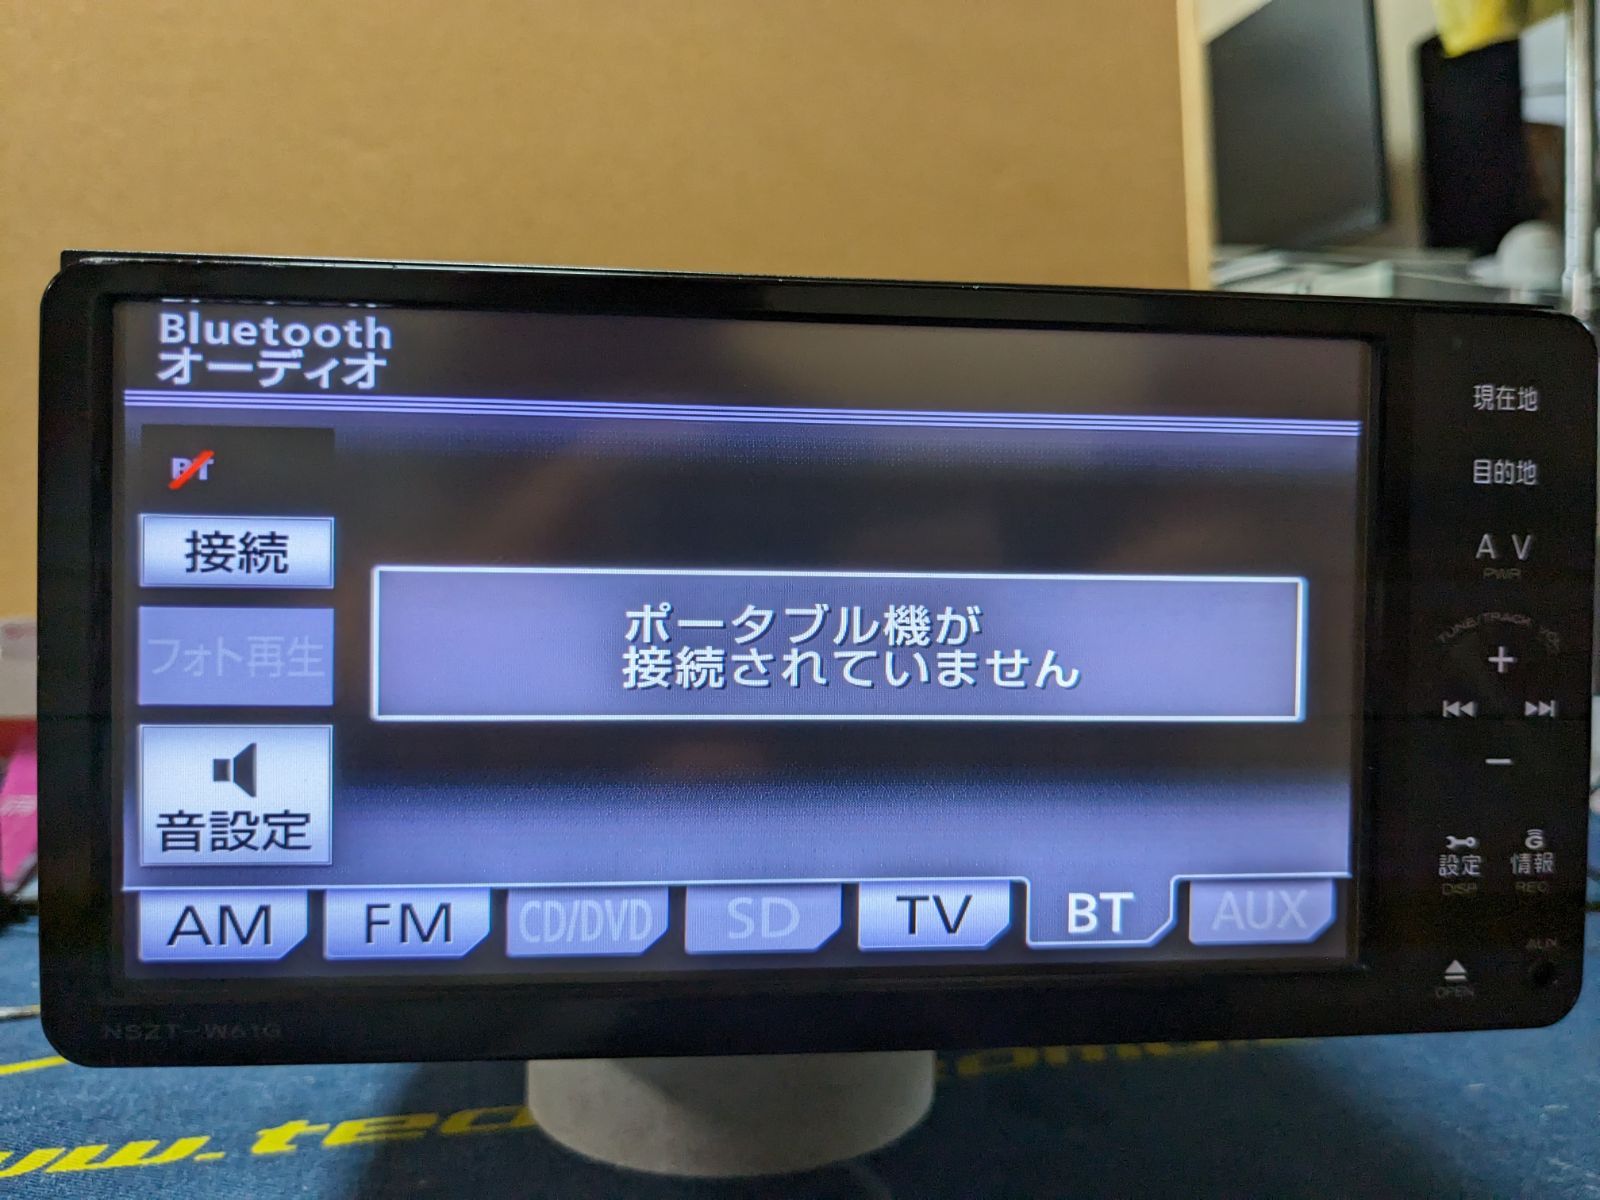 Bluetooth
オーディオ
BT
接続
フォト再生
音設定
ポータブル機が
接続されていません
AM
FM
CD/DVD
SD
TV
BT
AUX
現在地
目的地
AV
PWR
TUNE/TRACK
+
−
設定
DISP
情報
REC
AUX
OPEN
NSZT-W61G